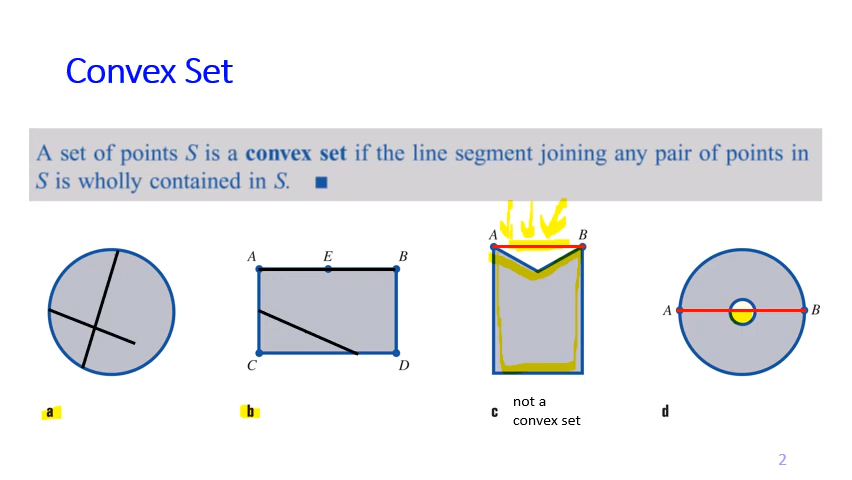 Convex Set
A set of points S is a convex set if the line segment joining any pair of points in
S is wholly contained in S. ■
A B
A E B
A B
C D
a
b
c not a
convex set
d
2